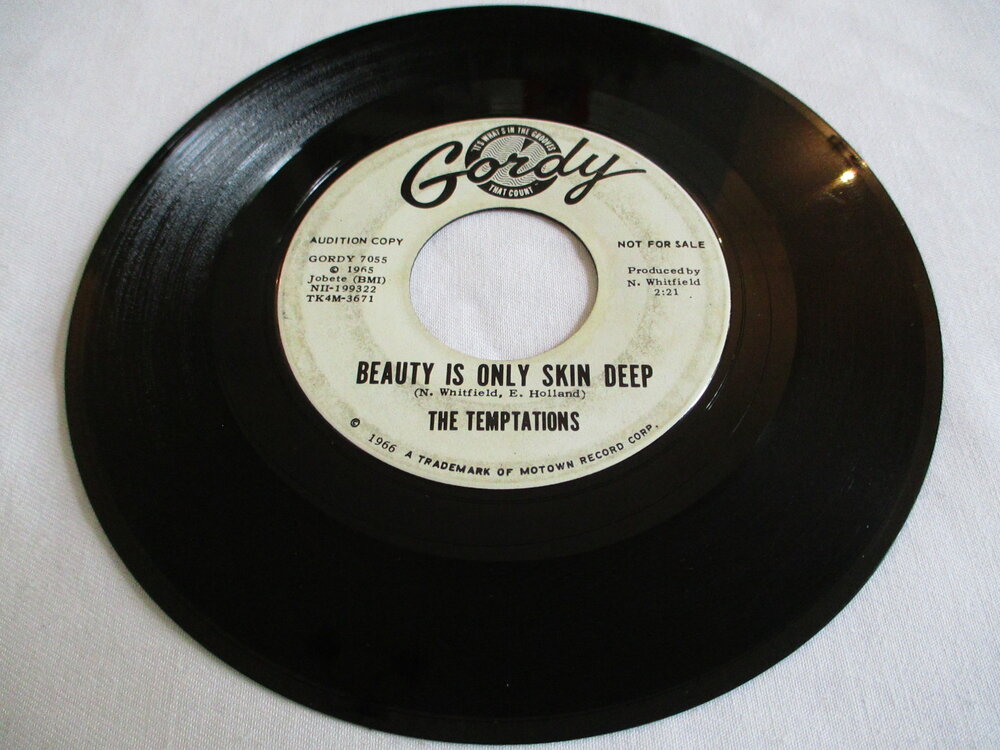 IT'S WHAT'S IN THE GROOVES
Gordy
THAT COUNT
AUDITION COPY
NOT FOR SALE
GORDY 7055
© 1965
Jobete (BMI)
NII-199322
TK4M-3671
Produced by
N. Whitfield
2:21
BEAUTY IS ONLY SKIN DEEP
(N. Whitfield, E. Holland)
THE TEMPTATIONS
© 1966 A TRADEMARK OF MOTOWN RECORD CORP.